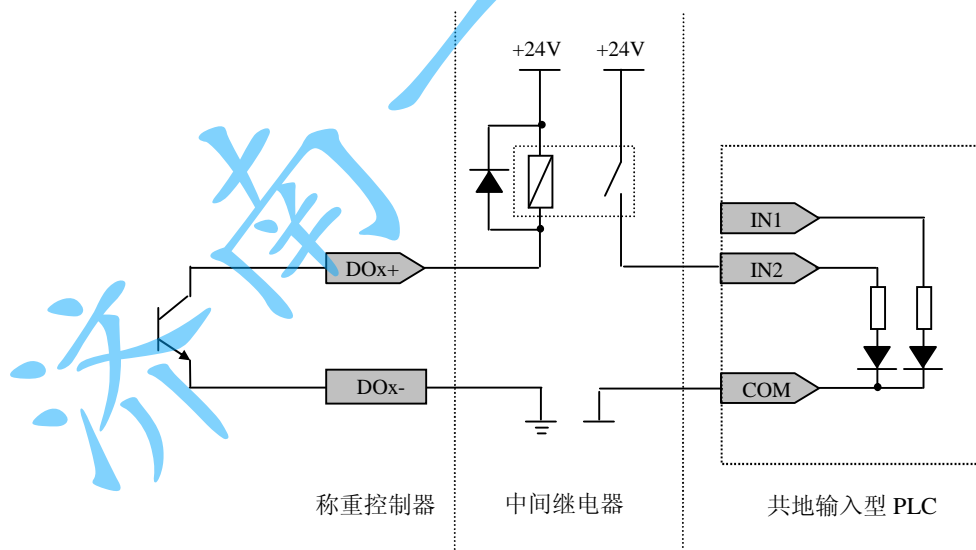 +24V
+24V
IN1
DOx+
IN2
DOx-
COM
称重控制器
中间继电器
共地输入型 PLC
济南